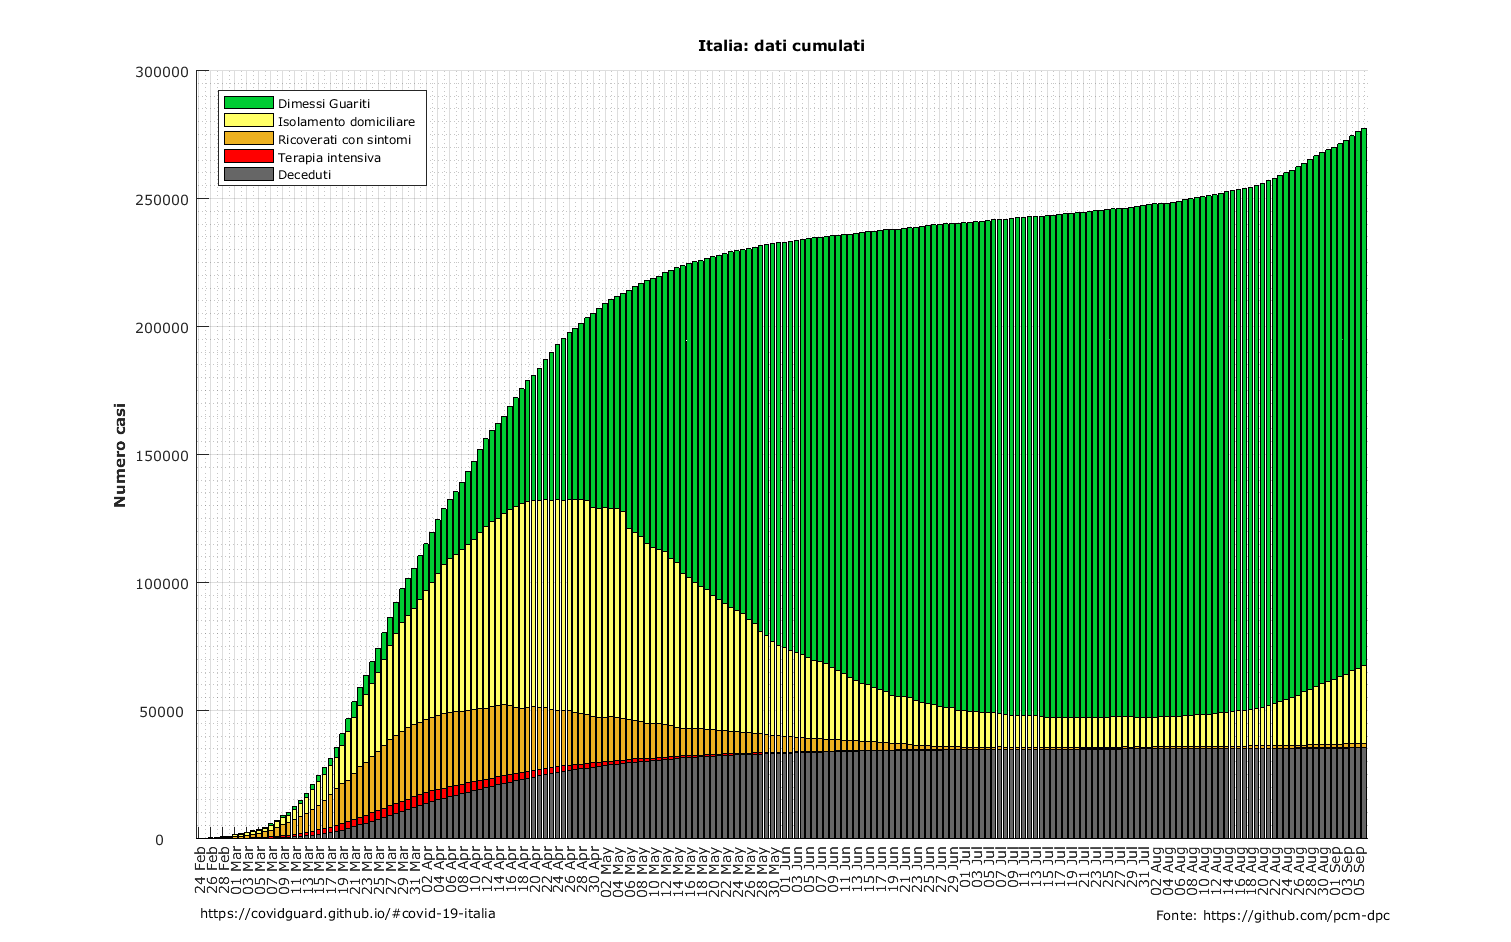 Italia: dati cumulati
300000
250000
200000
150000
100000
50000
0
Numero casi
Dimessi Guariti
Isolamento domiciliare
Ricoverati con sintomi
Terapia intensiva
Deceduti
24 Feb
26 Feb
28 Feb
01 Mar
03 Mar
05 Mar
07 Mar
09 Mar
11 Mar
13 Mar
15 Mar
17 Mar
19 Mar
21 Mar
23 Mar
25 Mar
27 Mar
29 Mar
31 Mar
02 Apr
04 Apr
06 Apr
08 Apr
10 Apr
12 Apr
14 Apr
16 Apr
18 Apr
20 Apr
22 Apr
24 Apr
26 Apr
28 Apr
30 Apr
02 May
04 May
06 May
08 May
10 May
12 May
14 May
16 May
18 May
20 May
22 May
24 May
26 May
28 May
30 May
01 Jun
03 Jun
05 Jun
07 Jun
09 Jun
11 Jun
13 Jun
15 Jun
17 Jun
19 Jun
21 Jun
23 Jun
25 Jun
27 Jun
29 Jun
01 Jul
03 Jul
05 Jul
07 Jul
09 Jul
11 Jul
13 Jul
15 Jul
17 Jul
19 Jul
21 Jul
23 Jul
25 Jul
27 Jul
29 Jul
31 Jul
02 Aug
04 Aug
06 Aug
08 Aug
10 Aug
12 Aug
14 Aug
16 Aug
18 Aug
20 Aug
22 Aug
24 Aug
26 Aug
28 Aug
30 Aug
01 Sep
03 Sep
05 Sep
https://covidguard.github.io/#covid-19-italia
Fonte: https://github.com/pcm-dpc